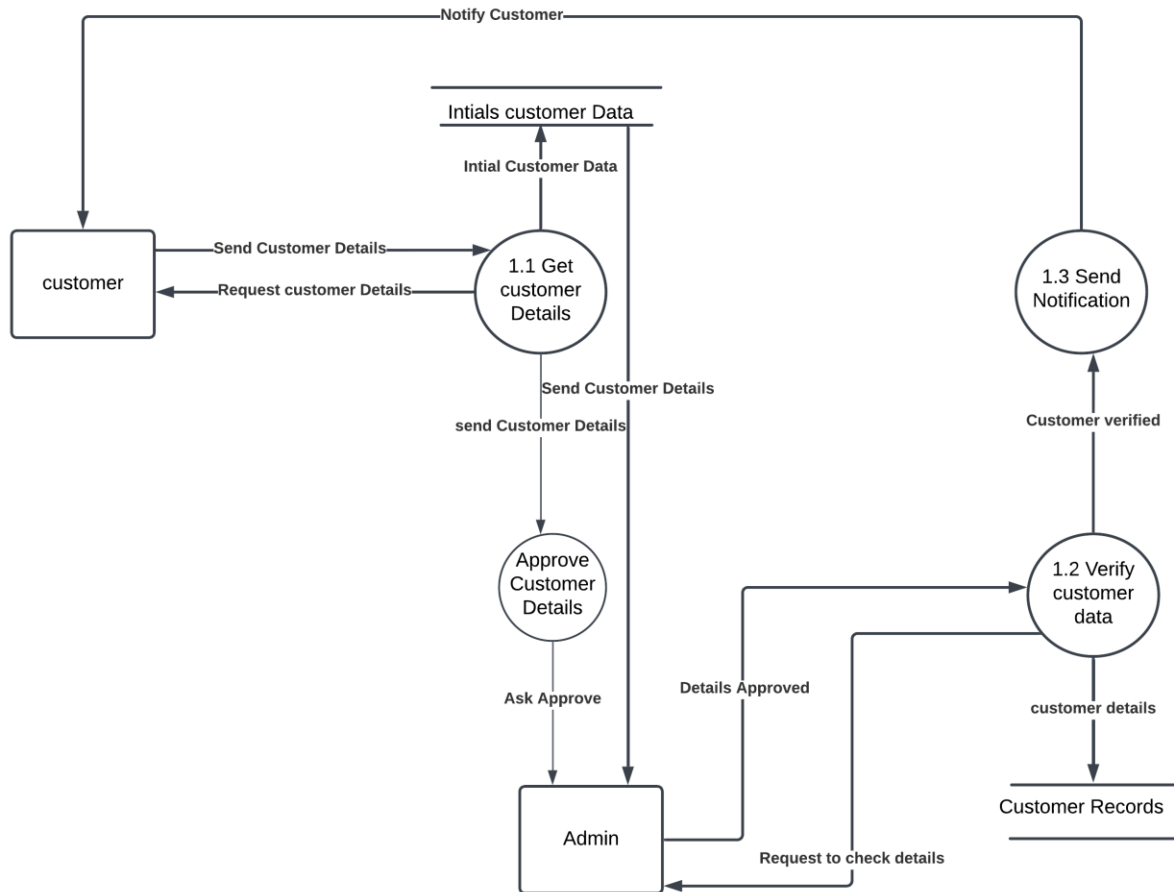 Notify Customer
Intials customer Data
Intial Customer Data
customer
Send Customer Details
Request customer Details
1.1 Get
customer
Details
1.3 Send
Notification
Send Customer Details
send Customer Details
Customer verified
Approve
Customer
Details
1.2 Verify
customer
data
Ask Approve
Details Approved
customer details
Customer Records
Admin
Request to check details